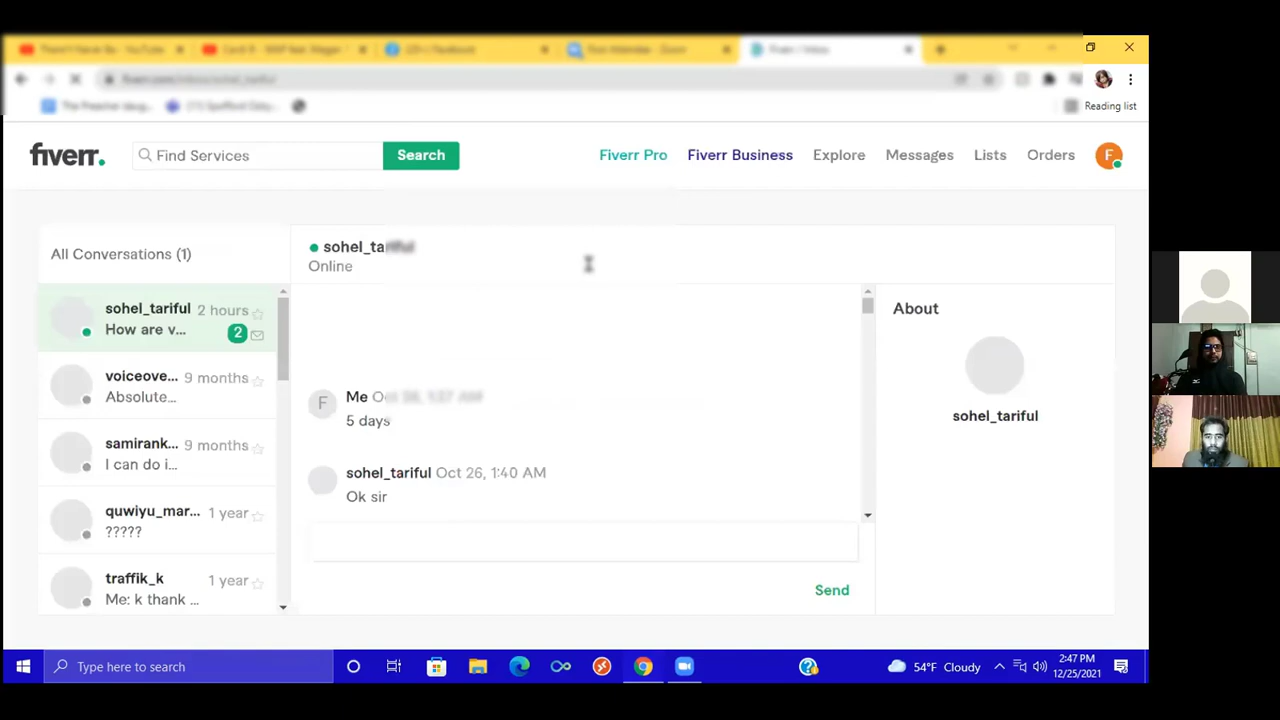 Reading list
fiverr.
Find Services
Search
Fiverr Pro
Fiverr Business
Explore
Messages
Lists
Orders
F
All Conversations (1)
sohel_ta
Online
sohel_tariful 2 hours
How are v...
2
voiceove... 9 months
Absolute...
samirank... 9 months
I can do i...
quwiyu_mar... 1 year
?????
traffik_k 1 year
Me: k thank ...
F
Me
5 days
sohel_tariful Oct 26, 1:40 AM
Ok sir
Send
About
sohel_tariful
Type here to search
54°F Cloudy
2:47 PM
12/25/2021